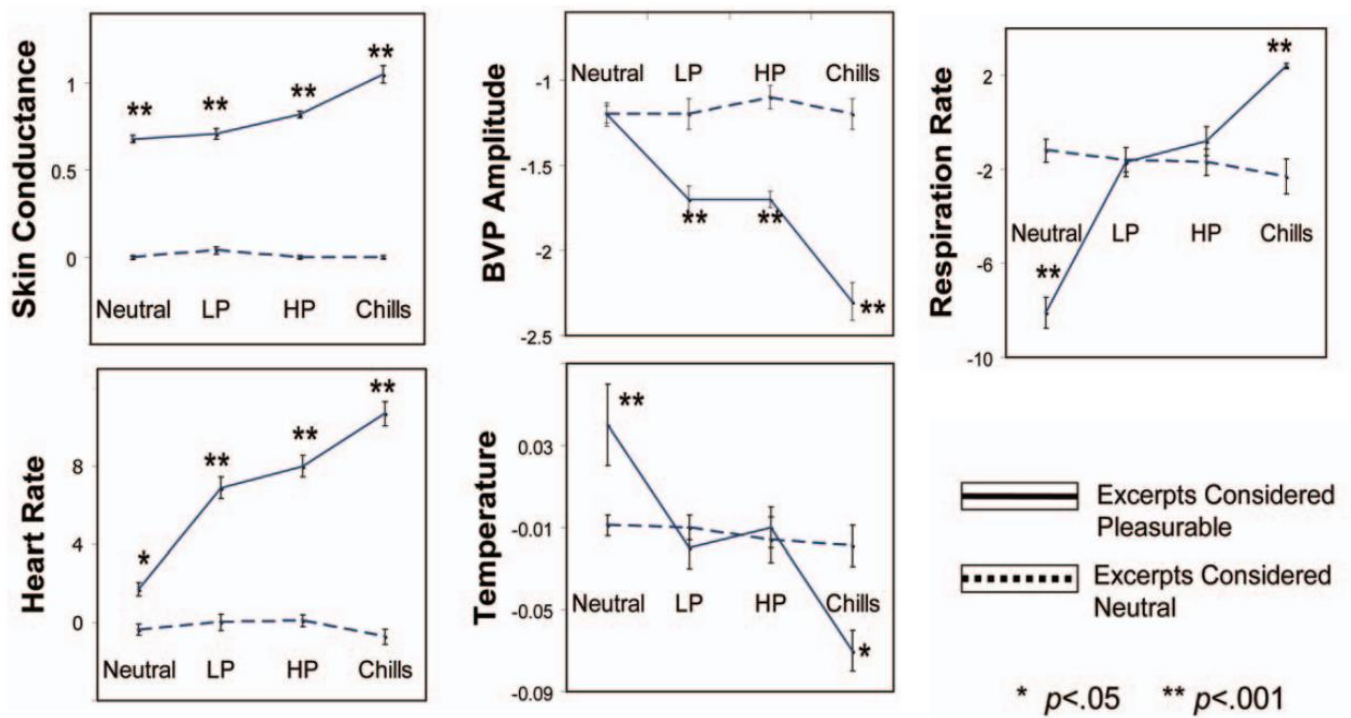 Skin Conductance
1
0.5
0
** ** ** **
Neutral LP HP Chills
BVP Amplitude
Neutral LP HP Chills
-1
-1.5
-2
-2.5
** ** **
Respiration Rate
2
-2
-6
-10
**
Neutral LP HP Chills
**
Heart Rate
8
4
0
* ** ** **
Neutral LP HP Chills
Temperature
0.03
-0.01
-0.05
-0.09
**
Neutral LP HP Chills
*
Excerpts Considered
Pleasurable
Excerpts Considered
Neutral
* p<.05 ** p<.001